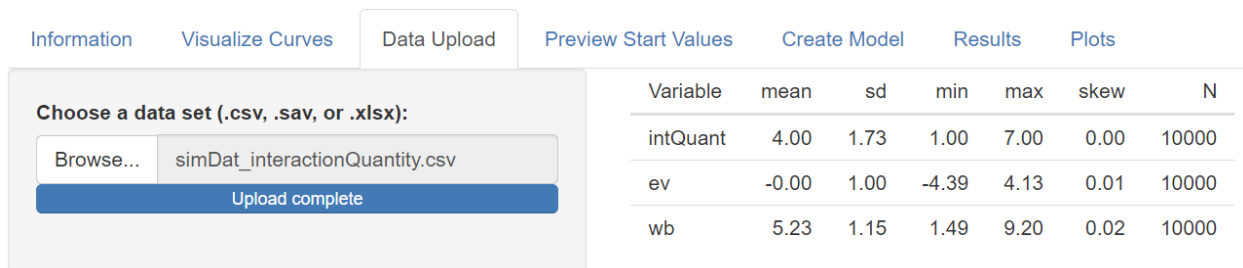 Information Visualize Curves Data Upload Preview Start Values Create Model Results Plots
Choose a data set (.csv, .sav, or .xlsx):
Browse... simDat_interactionQuantity.csv
Upload complete
Variable mean sd min max skew N
intQuant 4.00 1.73 1.00 7.00 0.00 10000
ev -0.00 1.00 -4.39 4.13 0.01 10000
wb 5.23 1.15 1.49 9.20 0.02 10000